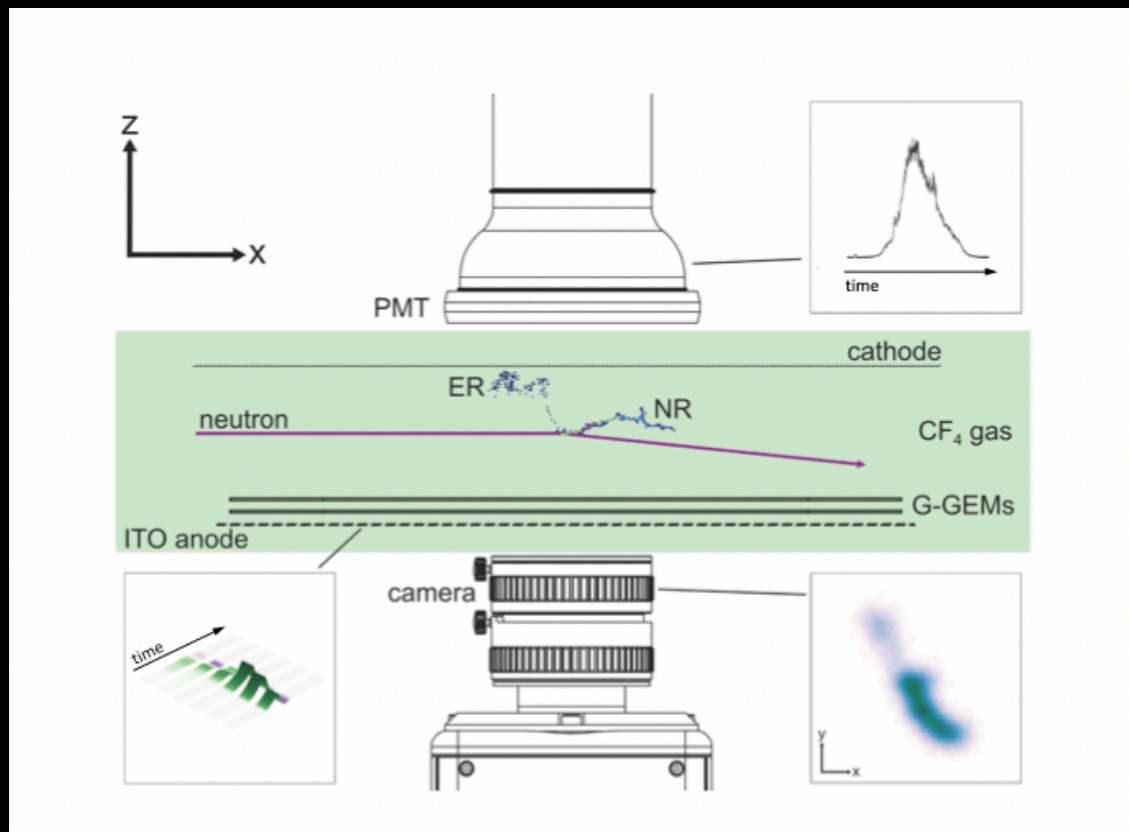 Z
X
PMT
time
cathode
ER
NR
neutron
CF₄ gas
G-GEMs
ITO anode
camera
time
y
x